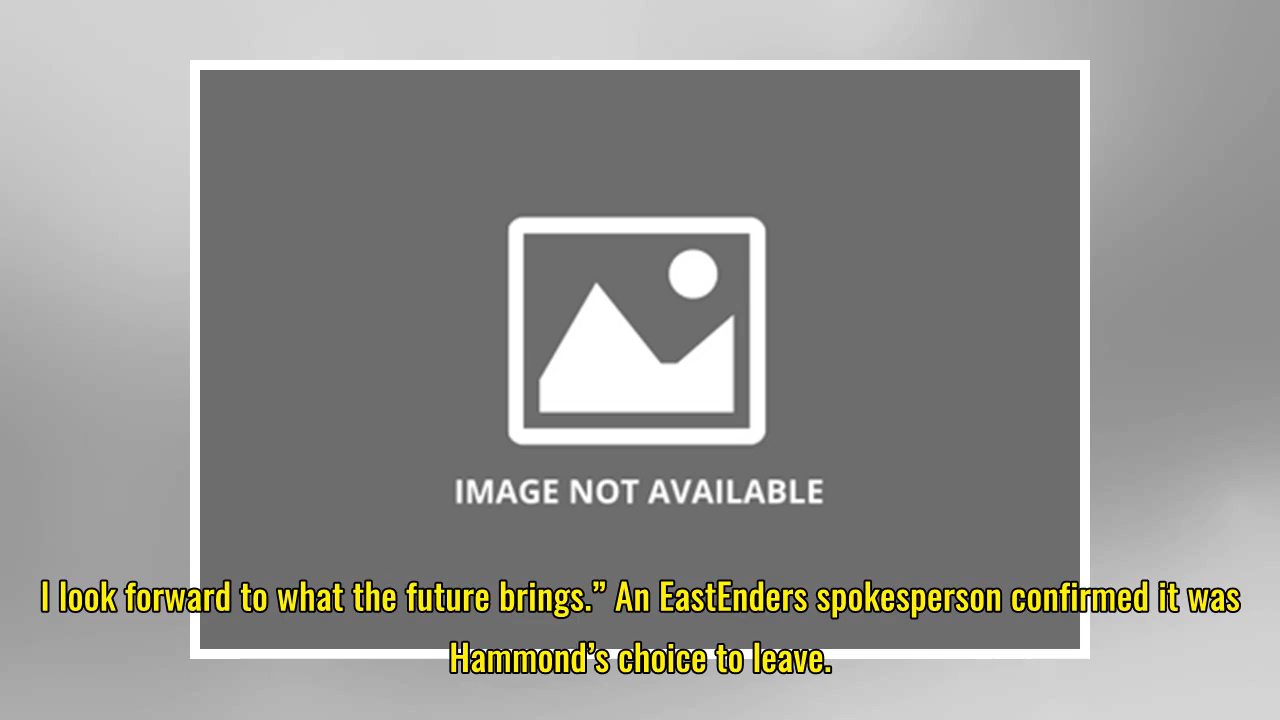 IMAGE NOT AVAILABLE
I look forward to what the future brings.” An EastEnders spokesperson confirmed it was
Hammond’s choice to leave.